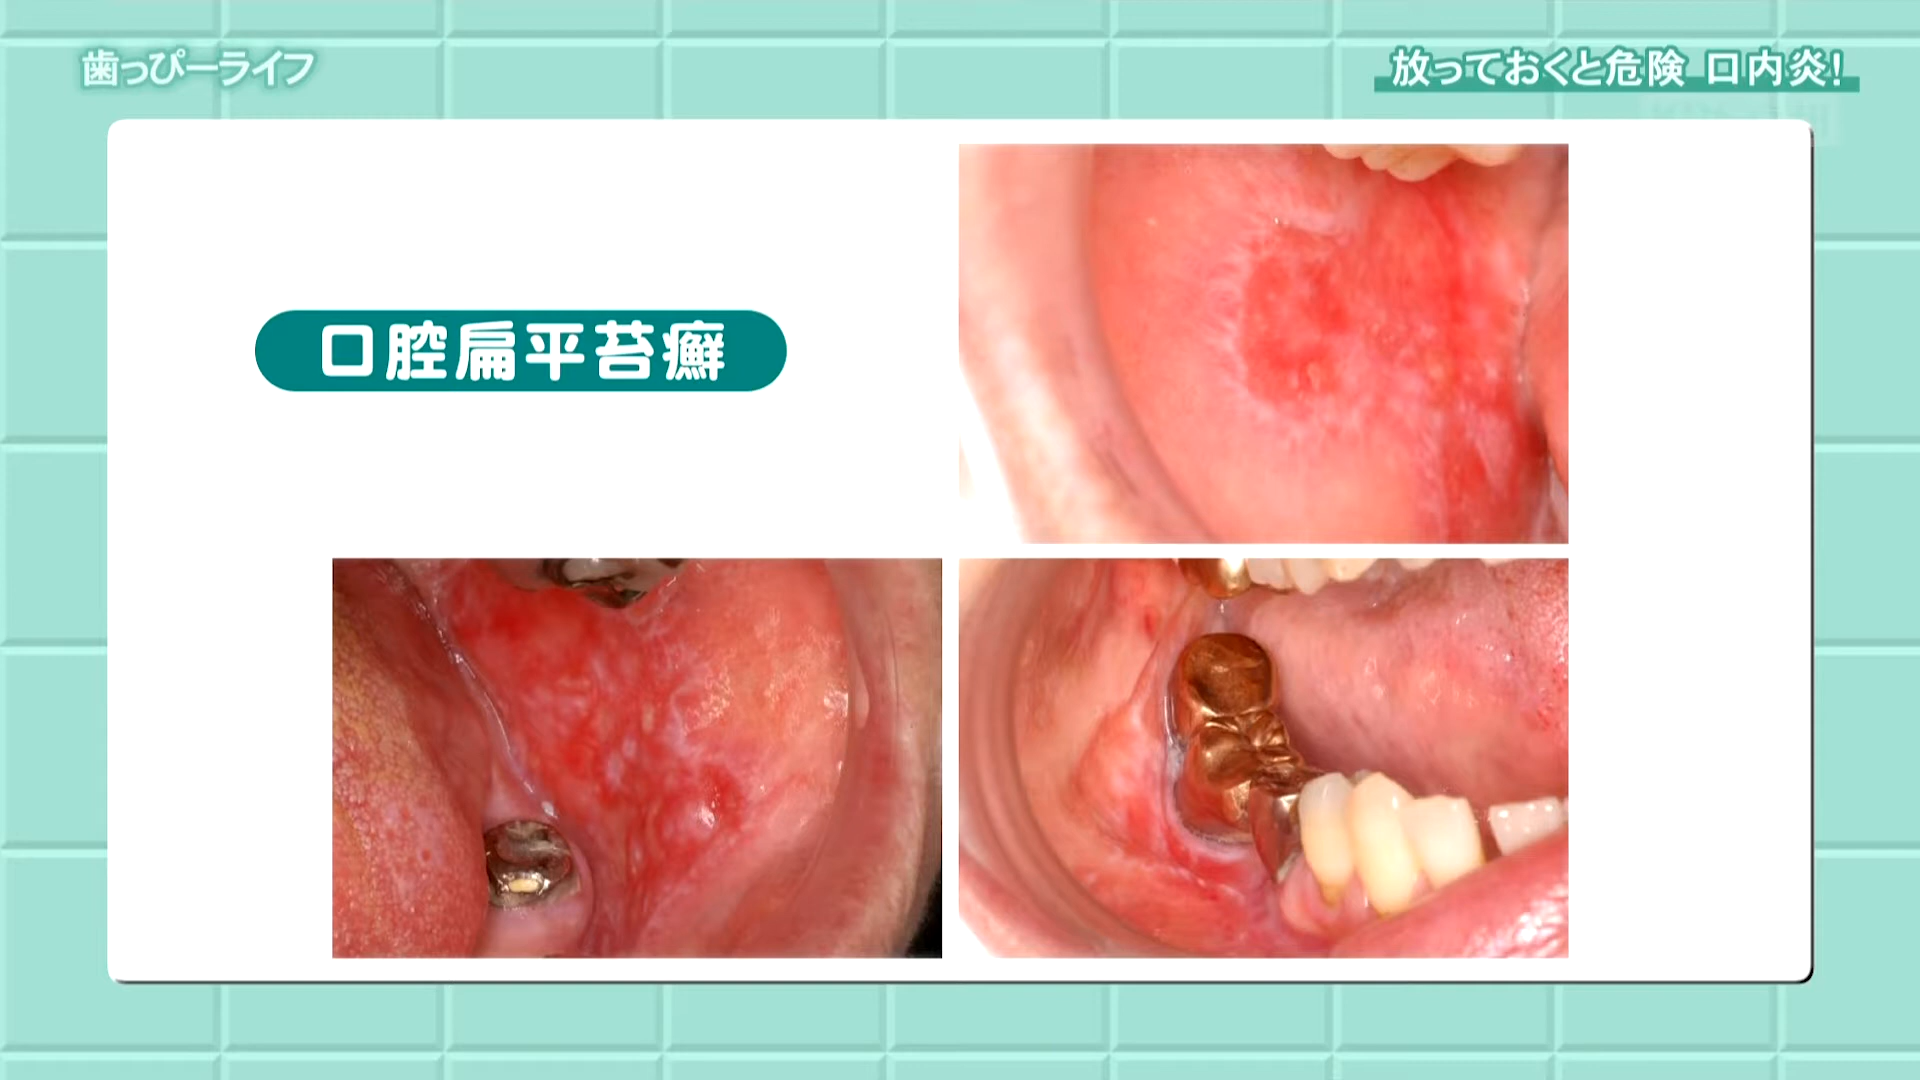 歯っぴーライフ
放っておくと危険 口内炎!
口腔扁平苔癬